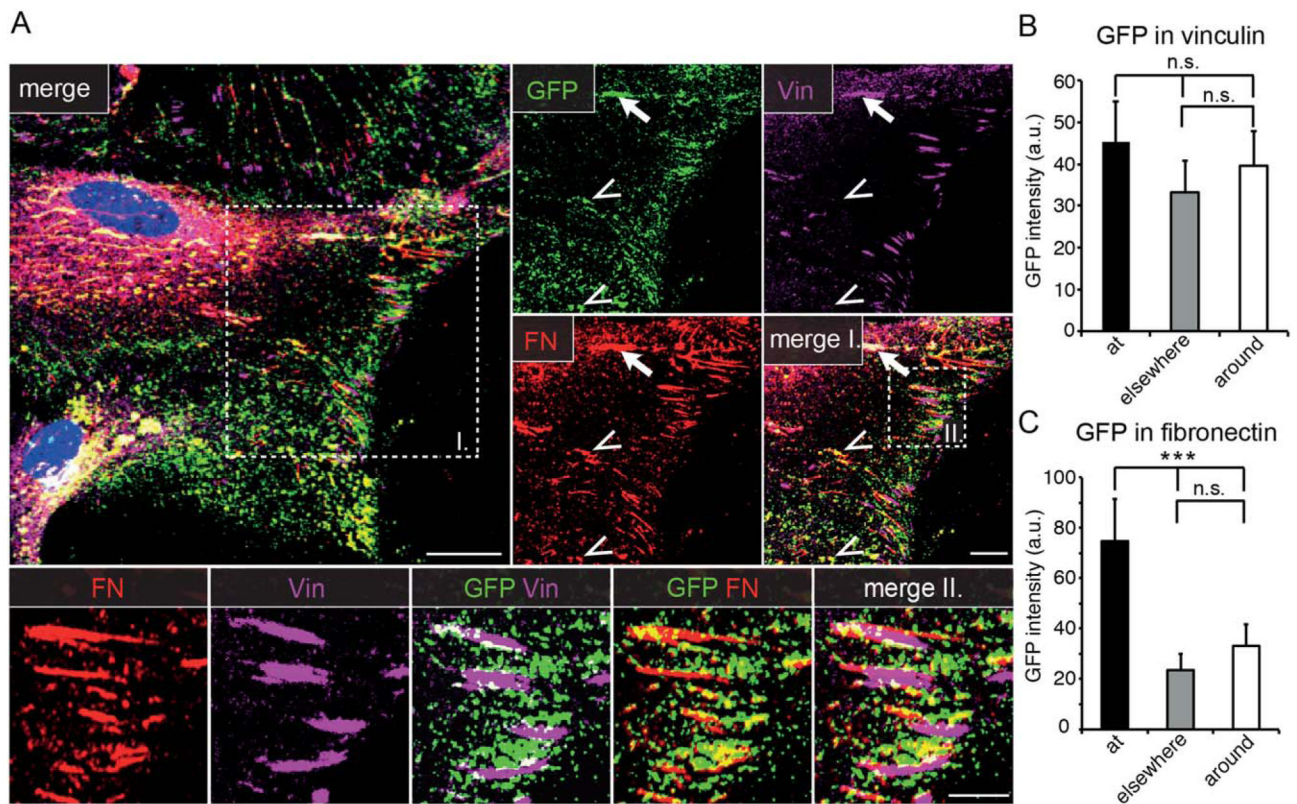 A
merge
I.
GFP
Vin
FN
merge I.
II.
FN
Vin
GFP Vin
GFP FN
merge II.
B
GFP in vinculin
n.s.
n.s.
GFP intensity (a.u.)
60
50
40
30
20
10
0
at
elsewhere
around
C
GFP in fibronectin
***
n.s.
GFP intensity (a.u.)
100
80
60
40
20
0
at
elsewhere
around